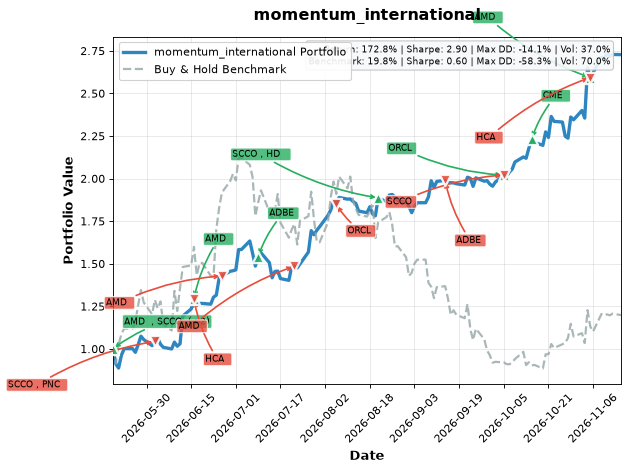 momentum_international
AMD
momentum_international Portfolio
Buy & Hold Benchmark
: 172.8% | Sharpe: 2.90 | Max DD: -14.1% | Vol: 37.0%
Benchmark: 19.8% | Sharpe: 0.60 | Max DD: -58.3% | Vol: 70.0%
CME
HCA
ORCL
SCCO , HD
SCCO
ADBE
ADBE
ORCL
AMD
AMD
AMD , SCCO
AMD
HCA
SCCO , PNC
2.75
2.50
2.25
2.00
1.75
1.50
1.25
1.00
Portfolio Value
2026-05-30
2026-06-15
2026-07-01
2026-07-17
2026-08-02
2026-08-18
2026-09-03
2026-09-19
2026-10-05
2026-10-21
2026-11-06
Date